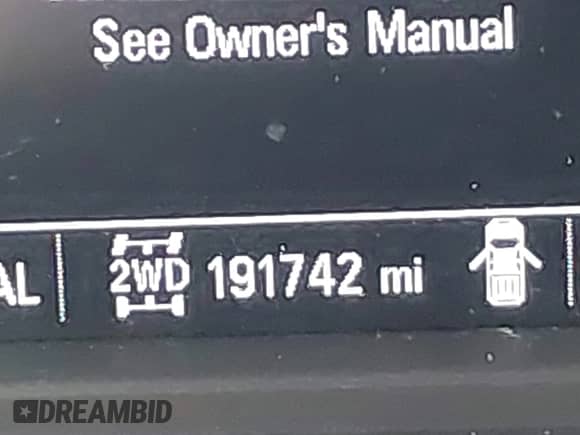 See Owner's Manual
AL
2WD 191742 mi
DREAMBID